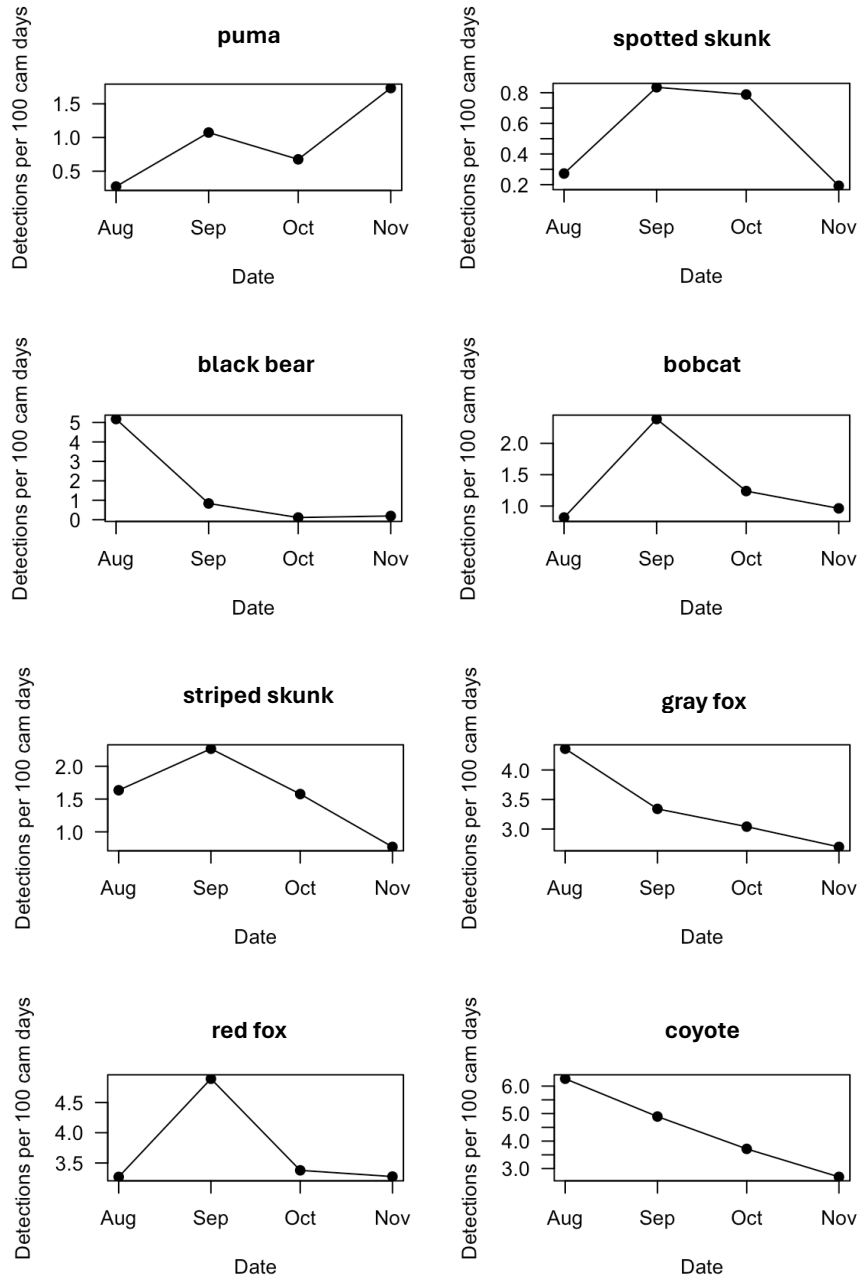 puma
Detections per 100 cam days
1.5
1.0
0.5
Aug Sep Oct Nov
Date
spotted skunk
Detections per 100 cam days
0.8
0.6
0.4
0.2
Aug Sep Oct Nov
Date
black bear
Detections per 100 cam days
5
4
3
2
1
0
Aug Sep Oct Nov
Date
bobcat
Detections per 100 cam days
2.0
1.5
1.0
Aug Sep Oct Nov
Date
striped skunk
Detections per 100 cam days
2.0
1.5
1.0
Aug Sep Oct Nov
Date
gray fox
Detections per 100 cam days
4.0
3.5
3.0
Aug Sep Oct Nov
Date
red fox
Detections per 100 cam days
4.5
4.0
3.5
Aug Sep Oct Nov
Date
coyote
Detections per 100 cam days
6.0
5.0
4.0
3.0
Aug Sep Oct Nov
Date